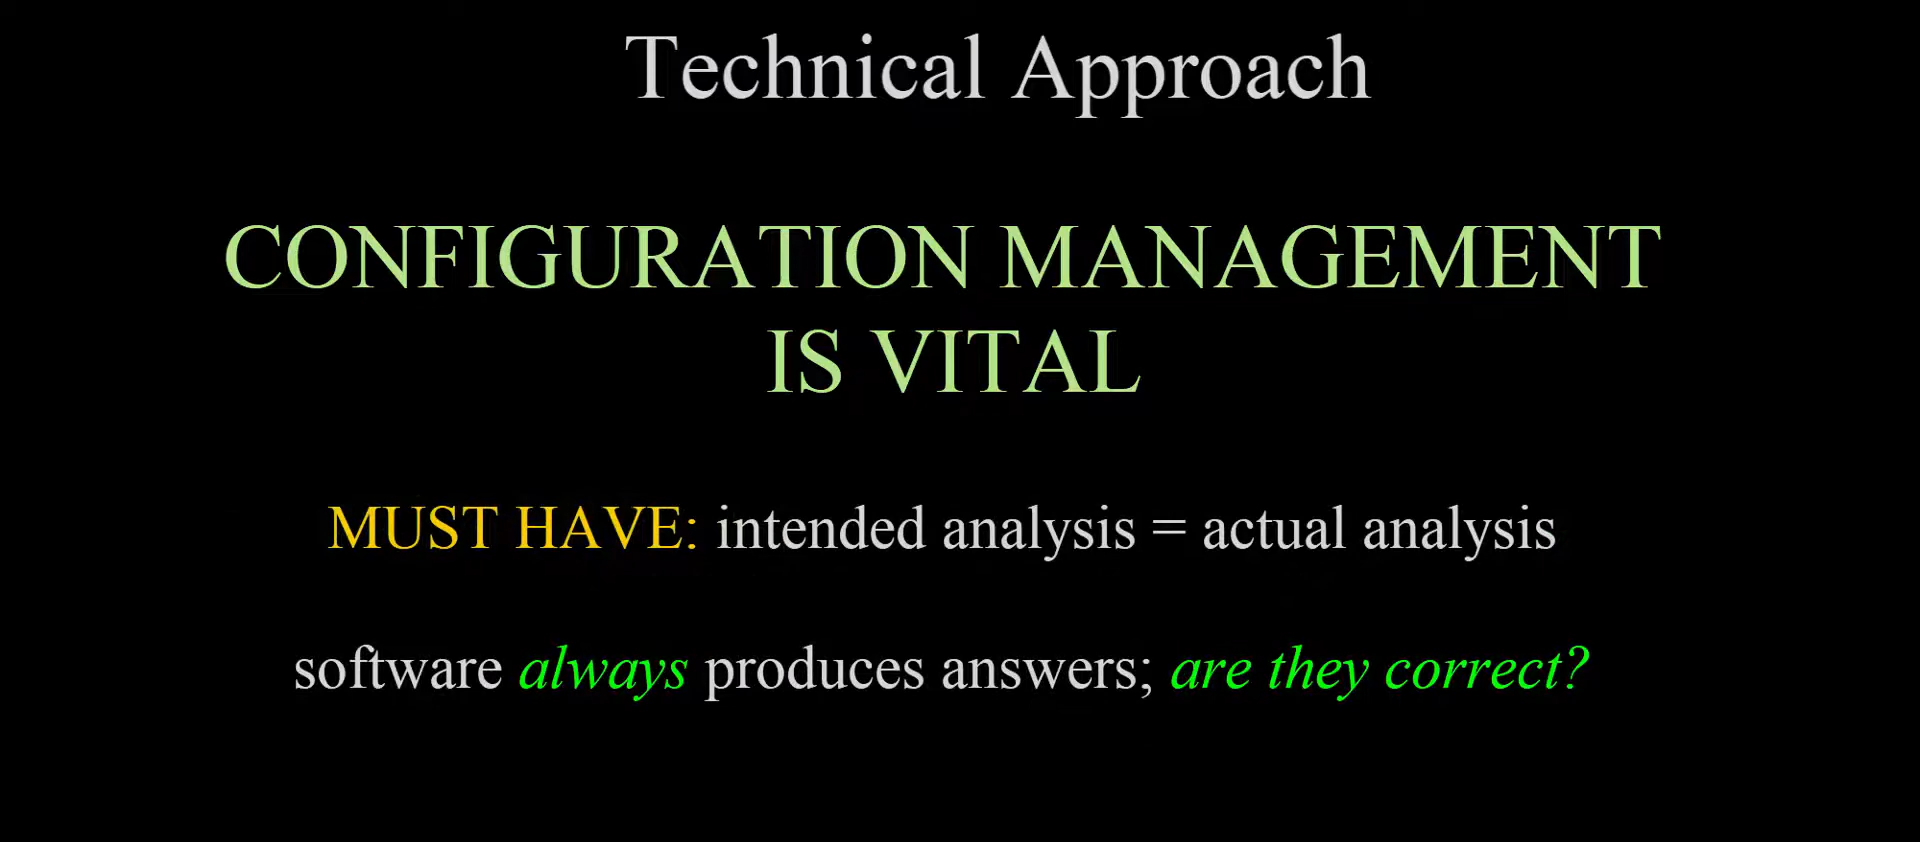 Technical Approach
CONFIGURATION MANAGEMENT
IS VITAL
MUST HAVE: intended analysis = actual analysis
software always produces answers; are they correct?